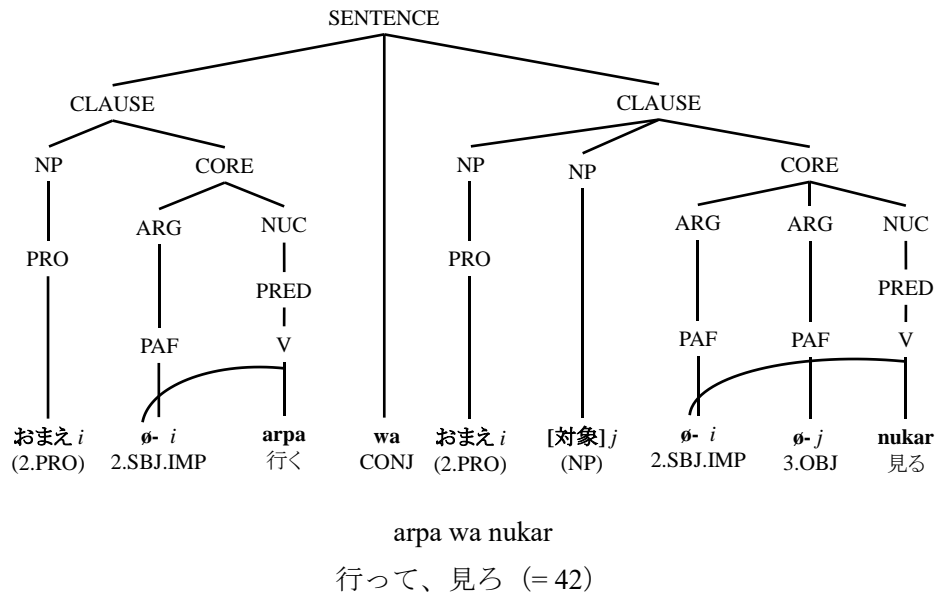 SENTENCE
CLAUSE CLAUSE
NP CORE NP NP CORE
ARG NUC ARG ARG NUC
PRO PRO
PRED PRED
PAF V PAF PAF V
おまえ i ø- i arpa wa おまえ i [対象] j ø- i ø- j nukar
(2.PRO) 2.SBJ.IMP 行く CONJ (2.PRO) (NP) 2.SBJ.IMP 3.OBJ 見る
arpa wa nukar
行って、見ろ (= 42)